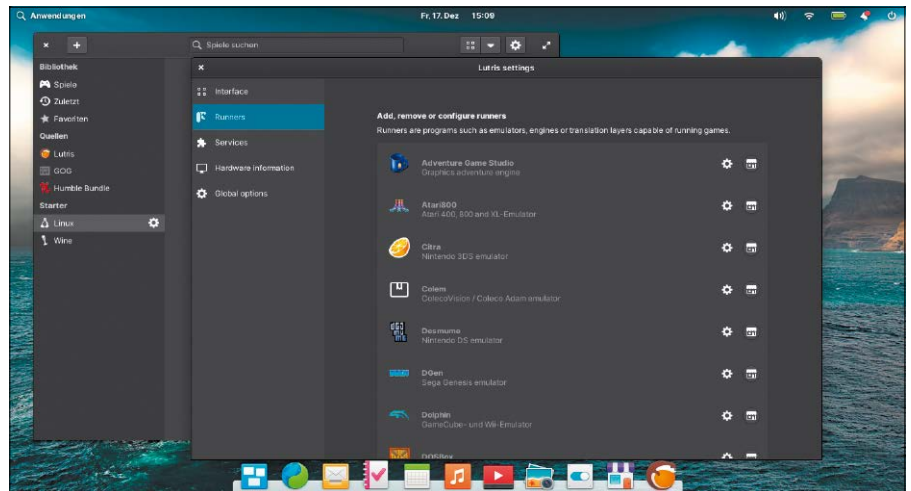 Anwendungen
Fr, 17. Dez 15:09
Spiele suchen
Bibliothek
Spiele
Zuletzt
Favoriten
Quellen
Lutris
GOG
Humble Bundle
Starter
Linux
Wine
Lutris settings
Interface
Runners
Services
Hardware information
Global options
Add, remove or configure runners
Runners are programs such as emulators, engines or translation layers capable of running games.
Adventure Game Studio
Graphics adventure engine
Atari800
Atari 400, 800 and XL-Emulator
Citra
Nintendo 3DS emulator
Colem
ColecoVision / Coleco Adam emulator
Desmume
Nintendo DS emulator
DGen
Sega Genesis emulator
Dolphin
GameCube- und Wii-Emulator
DOSBox